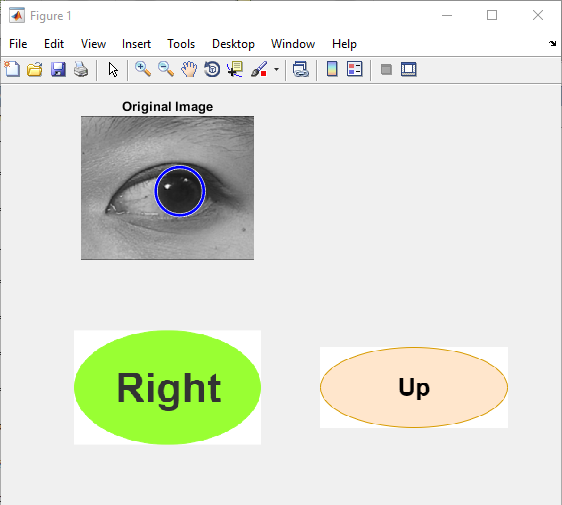 Figure 1
File Edit View Insert Tools Desktop Window Help
Original Image
Right
Up